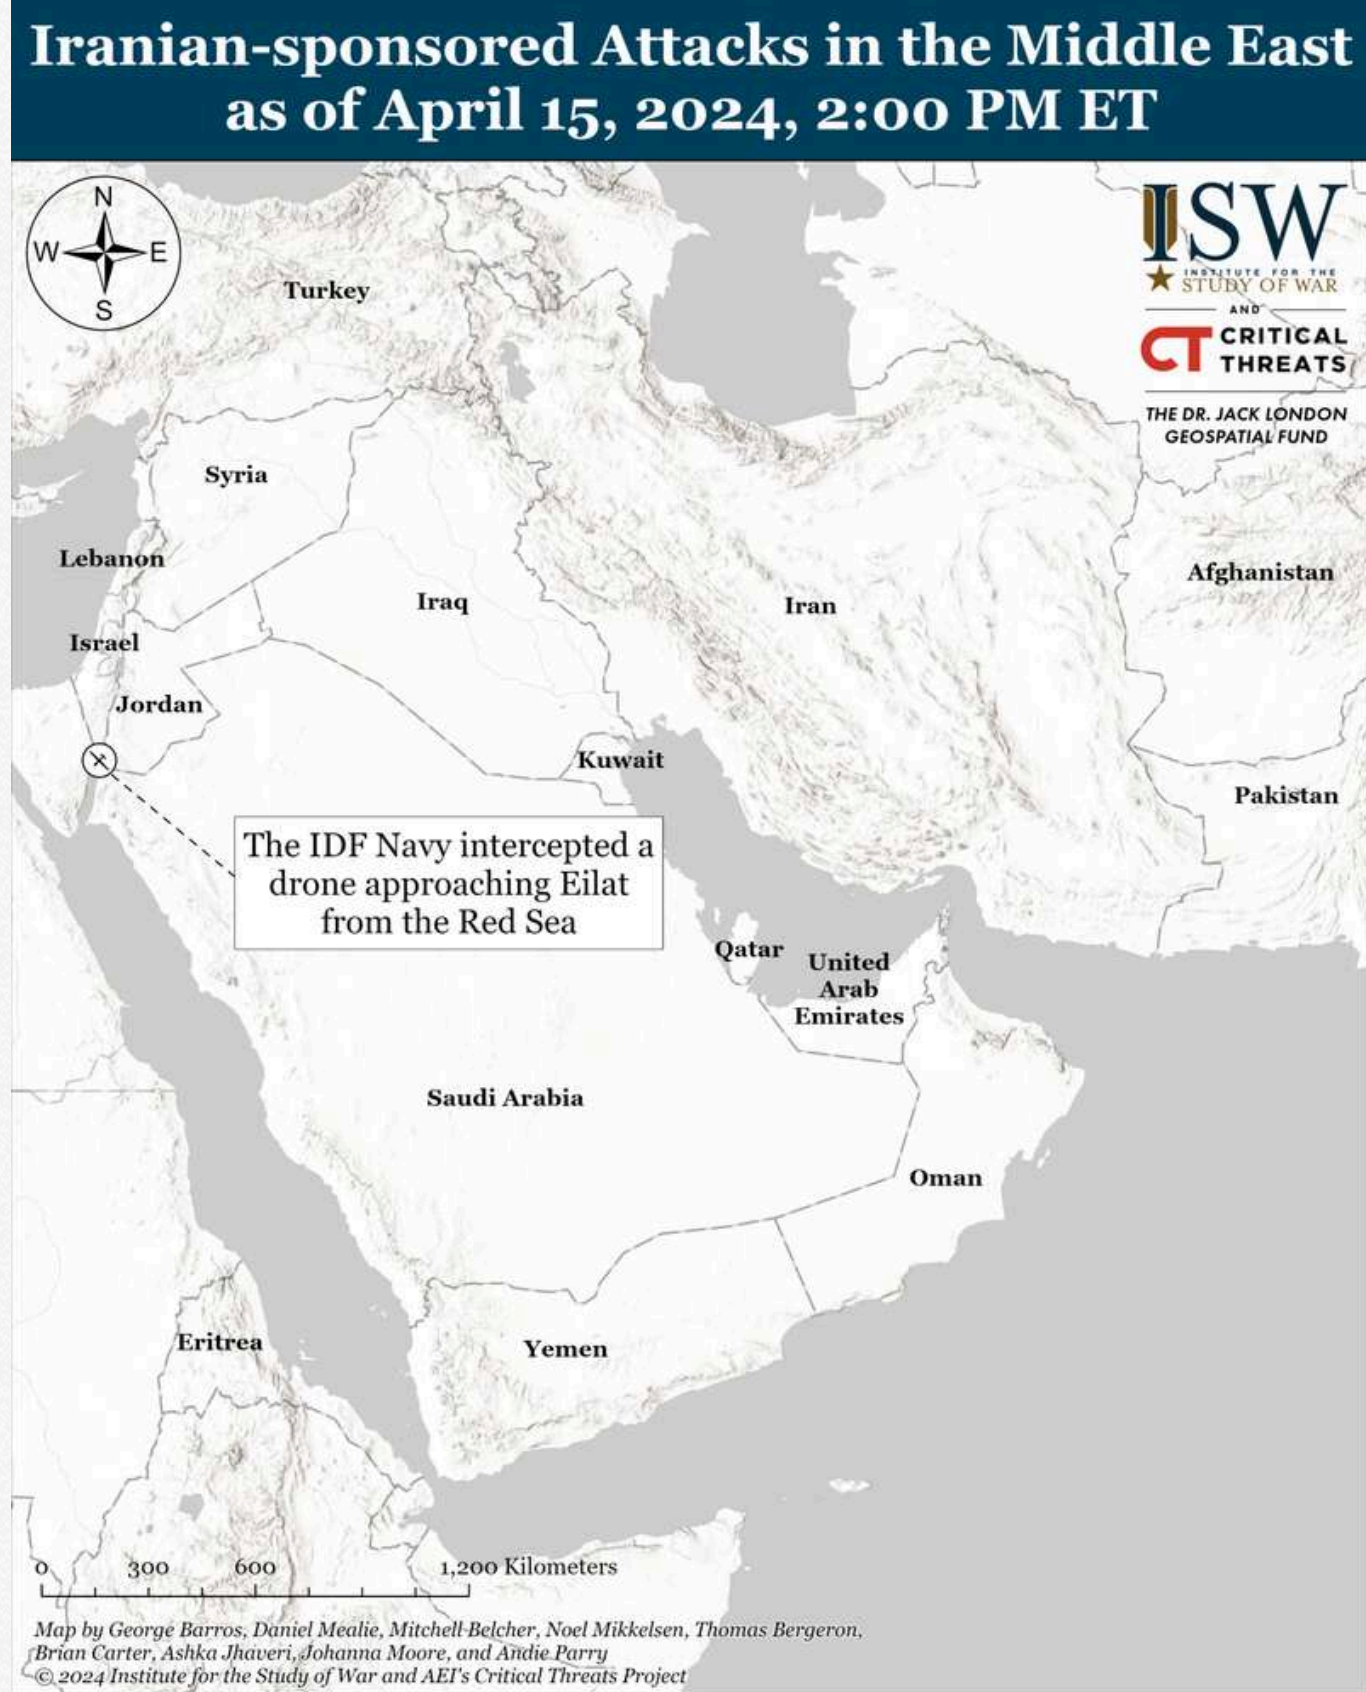 Iranian-sponsored Attacks in the Middle East
as of April 15, 2024, 2:00 PM ET
N
W
E
S
ISW
INSTITUTE FOR THE
STUDY OF WAR
AND
CT CRITICAL
THREATS
THE DR. JACK LONDON
GEOSPATIAL FUND
Turkey
Syria
Lebanon
Iraq
Iran
Afghanistan
Israel
Jordan
Kuwait
Pakistan
The IDF Navy intercepted a
drone approaching Eilat
from the Red Sea
Qatar
United
Arab
Emirates
Saudi Arabia
Oman
Eritrea
Yemen
0 300 600 1,200 Kilometers
Map by George Barros, Daniel Mealie, Mitchell Belcher, Noel Mikkelsen, Thomas Bergeron,
Brian Carter, Ashka Jhaveri, Johanna Moore, and Andie Parry
© 2024 Institute for the Study of War and AEI's Critical Threats Project